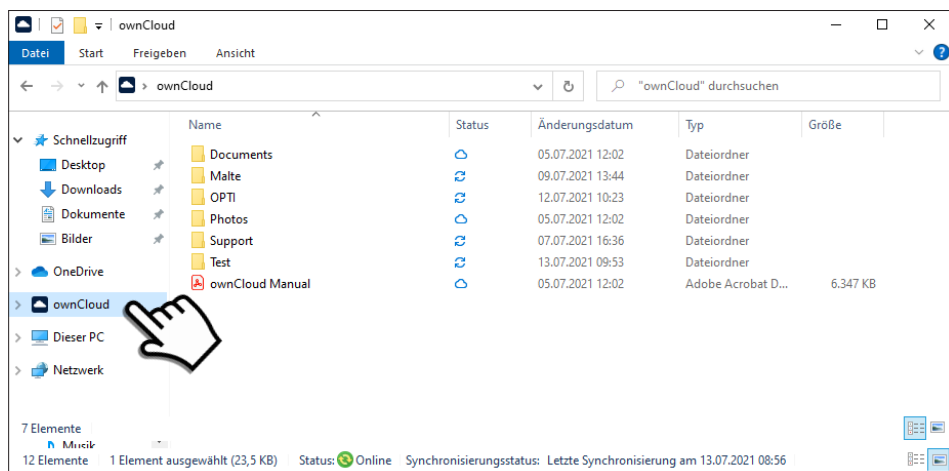 ownCloud
Datei Start Freigeben Ansicht
ownCloud "ownCloud" durchsuchen
Name Status Änderungsdatum Typ Größe
Schnellzugriff
Desktop
Downloads
Dokumente
Bilder
OneDrive
ownCloud
Dieser PC
Netzwerk
Documents 05.07.2021 12:02 Dateiordner
Malte 09.07.2021 13:44 Dateiordner
OPTI 12.07.2021 10:23 Dateiordner
Photos 05.07.2021 12:02 Dateiordner
Support 07.07.2021 16:36 Dateiordner
Test 13.07.2021 09:53 Dateiordner
ownCloud Manual 05.07.2021 12:02 Adobe Acrobat D... 6.347 KB
7 Elemente
Musik
12 Elemente 1 Element ausgewählt (23,5 KB) Status: Online Synchronisierungsstatus: Letzte Synchronisierung am 13.07.2021 08:56